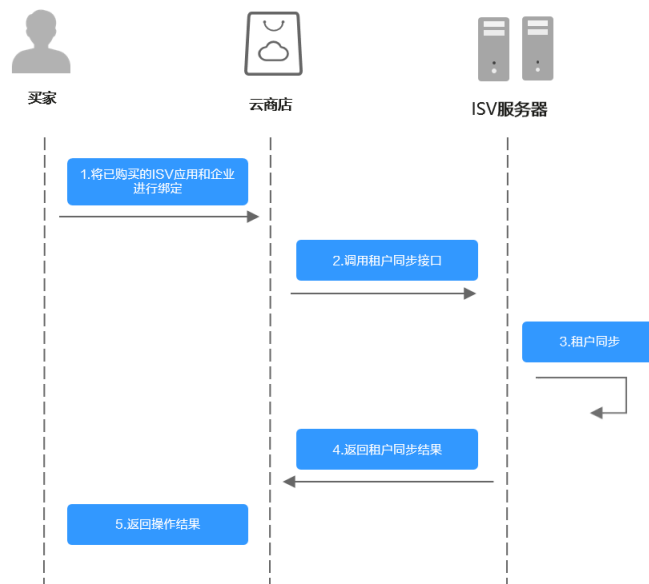 买家
云商店
ISV服务器
1.将已购买的ISV应用和企业
进行绑定
2.调用租户同步接口
3.租户同步
4.返回租户同步结果
5.返回操作结果